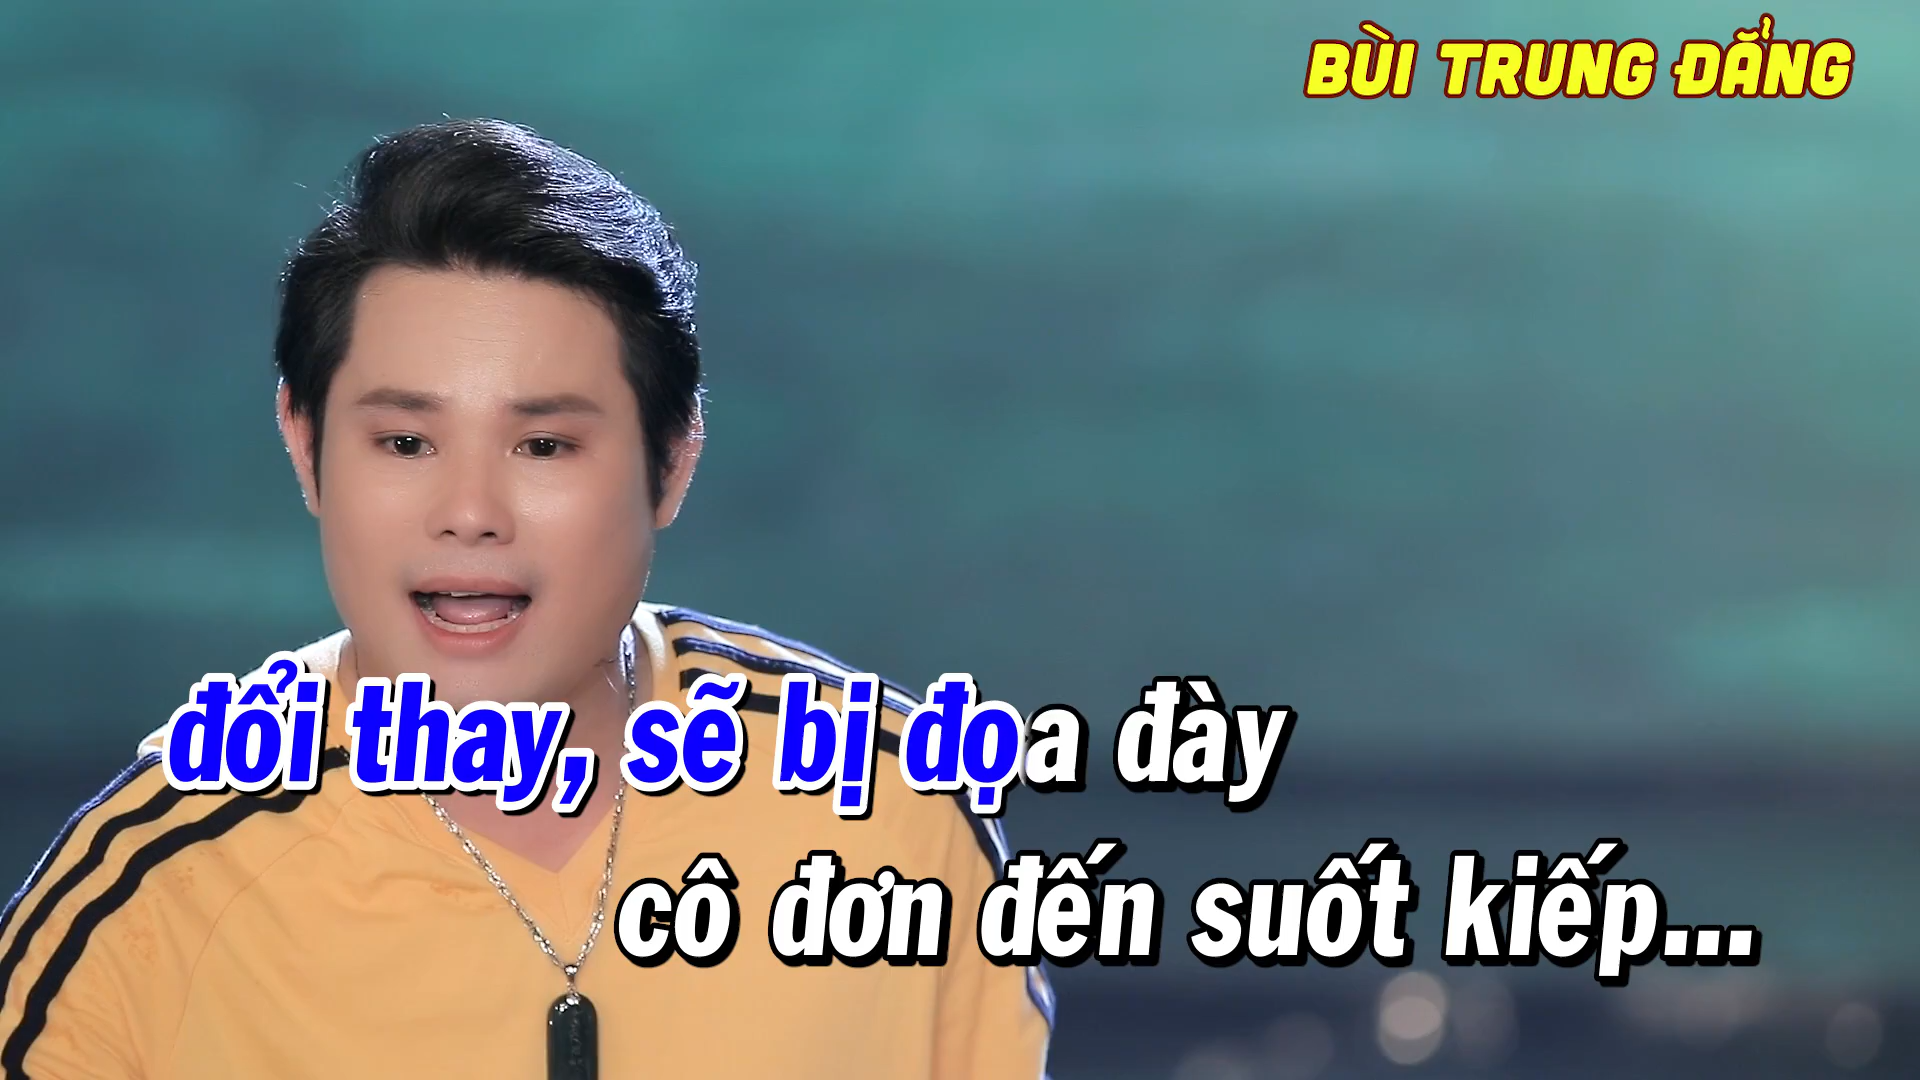 BÙI TRUNG ĐẲNG
đổi thay, sẽ bị đọa đày
cô đơn đến suốt kiếp...